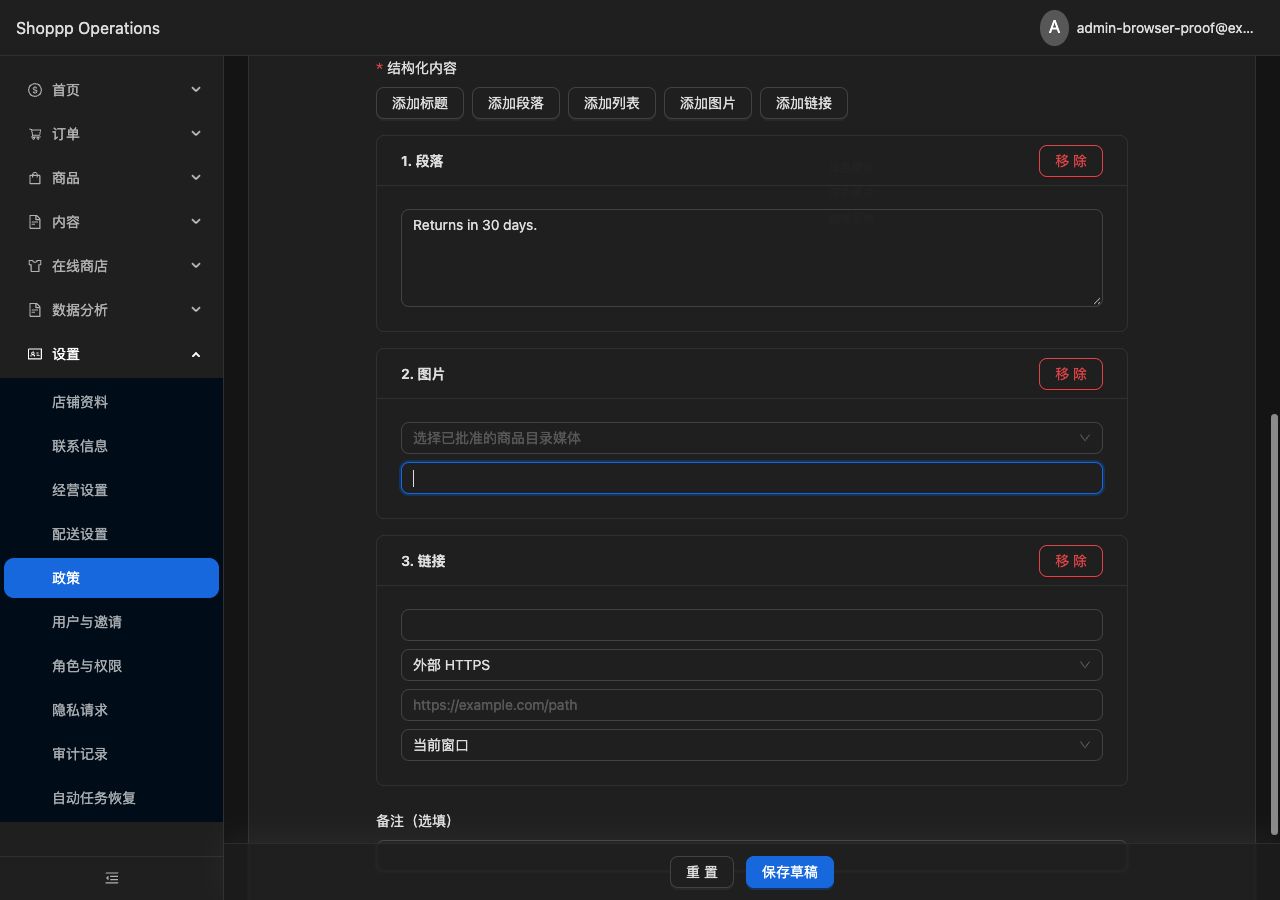 Shoppp Operations
A
admin-browser-proof@ex...
首页
订单
商品
内容
在线商店
数据分析
设置
店铺资料
联系信息
经营设置
配送设置
政策
用户与邀请
角色与权限
隐私请求
审计记录
自动任务恢复
* 结构化内容
添加标题
添加段落
添加列表
添加图片
添加链接
1. 段落
移 除
Returns in 30 days.
2. 图片
移 除
选择已批准的商品目录媒体
3. 链接
移 除
外部 HTTPS
https://example.com/path
当前窗口
备注（选填）
重 置
保存草稿